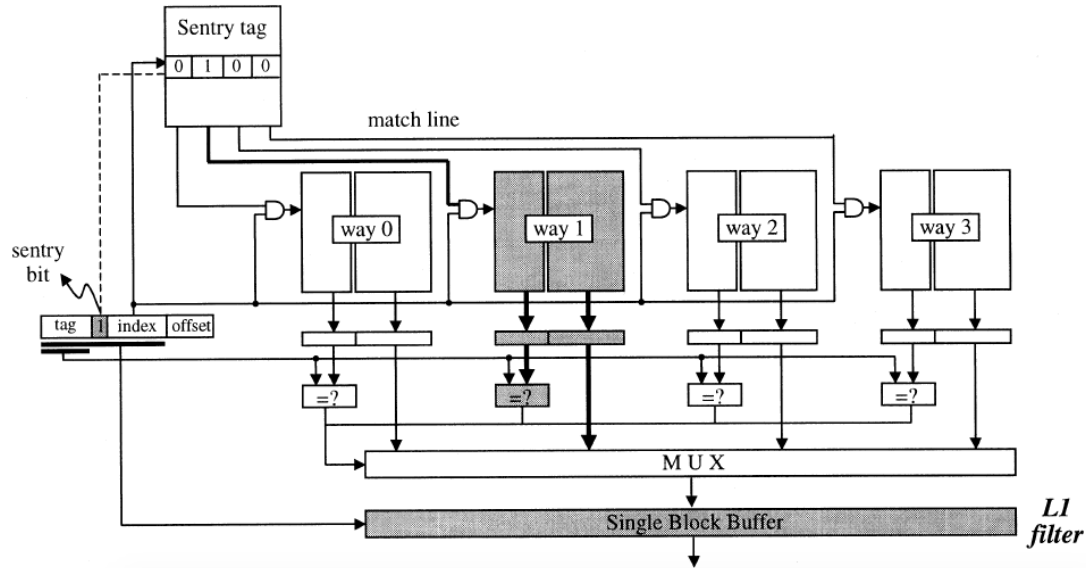 Sentry tag
0 1 0 0
match line
way 0
way 1
way 2
way 3
sentry
bit
tag 1 index offset
=?
=?
=?
=?
M U X
Single Block Buffer
L1
filter